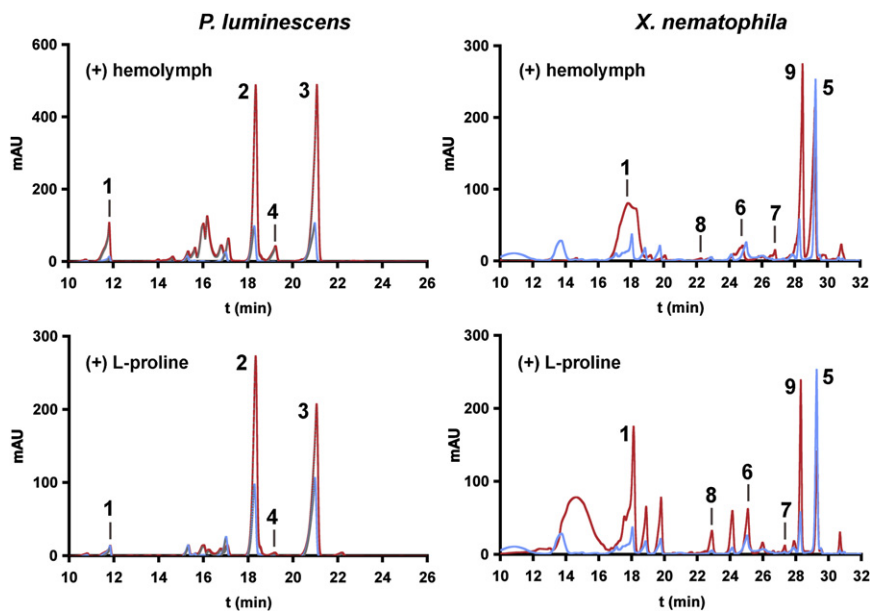 P. luminescens
X. nematophila
600
400
200
0
mAU
(+) hemolymph
1
2
3
4
10 12 14 16 18 20 22 24 26
t (min)
300
200
100
0
mAU
(+) hemolymph
1
8
6
7
9
5
10 12 14 16 18 20 22 24 26 28 30 32
t (min)
300
200
100
0
mAU
(+) L-proline
1
2
3
4
10 12 14 16 18 20 22 24 26
t (min)
300
200
100
0
mAU
(+) L-proline
1
8
6
7
9
5
10 12 14 16 18 20 22 24 26 28 30 32
t (min)